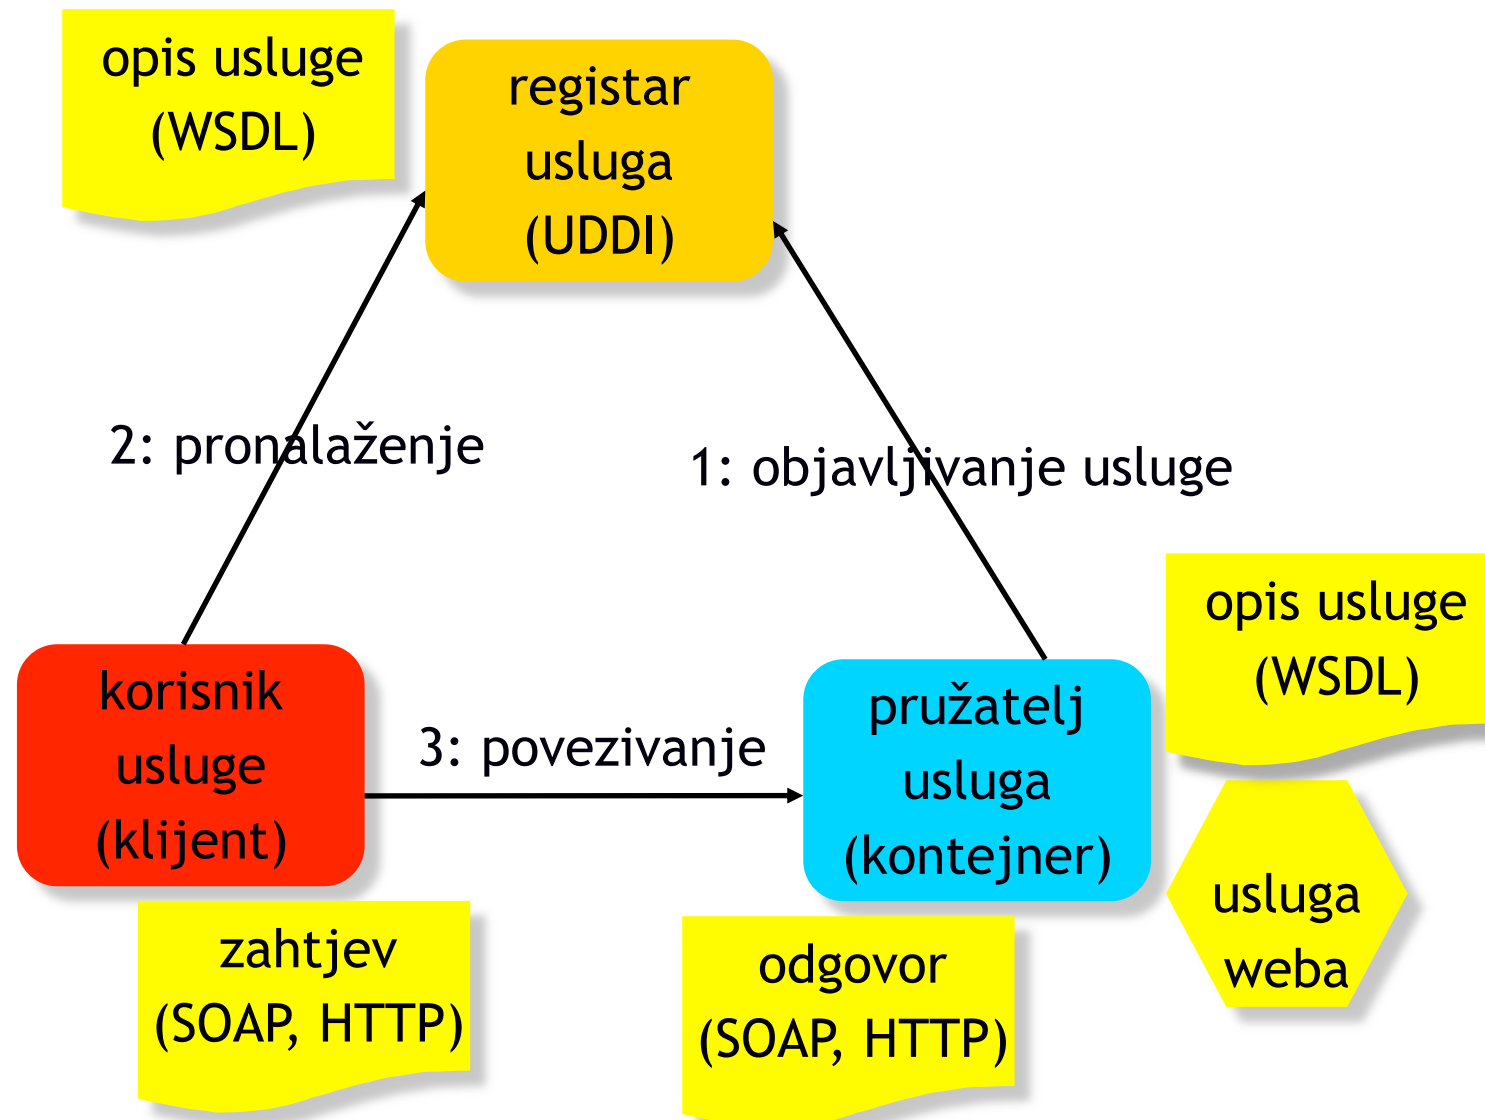 opis usluge
(WSDL)
registar
usluga
(UDDI)
2: pronalaženje
1: objavljivanje usluge
opis usluge
(WSDL)
korisnik
usluge
(klijent)
3: povezivanje
pružatelj
usluga
(kontejner)
usluga
weba
zahtjev
(SOAP, HTTP)
odgovor
(SOAP, HTTP)